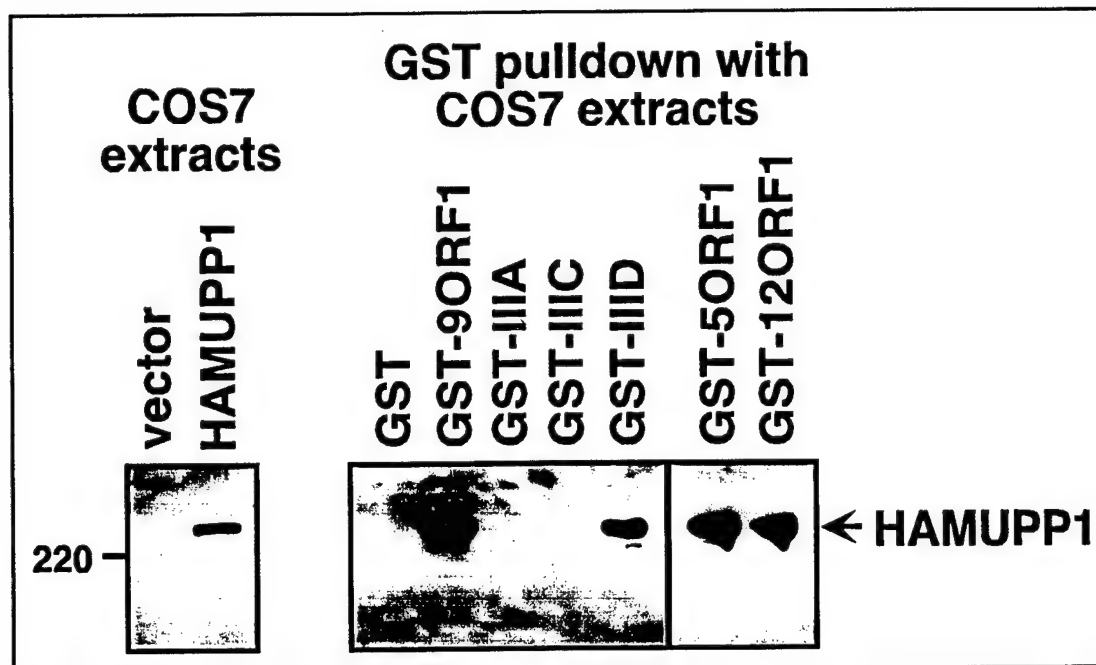 COS7
extracts
GST pulldown with
COS7 extracts
vector
HAMUPP1
GST
GST-9ORF1
GST-IIIA
GST-IIIC
GST-IIID
GST-5ORF1
GST-12ORF1
220
HAMUPP1